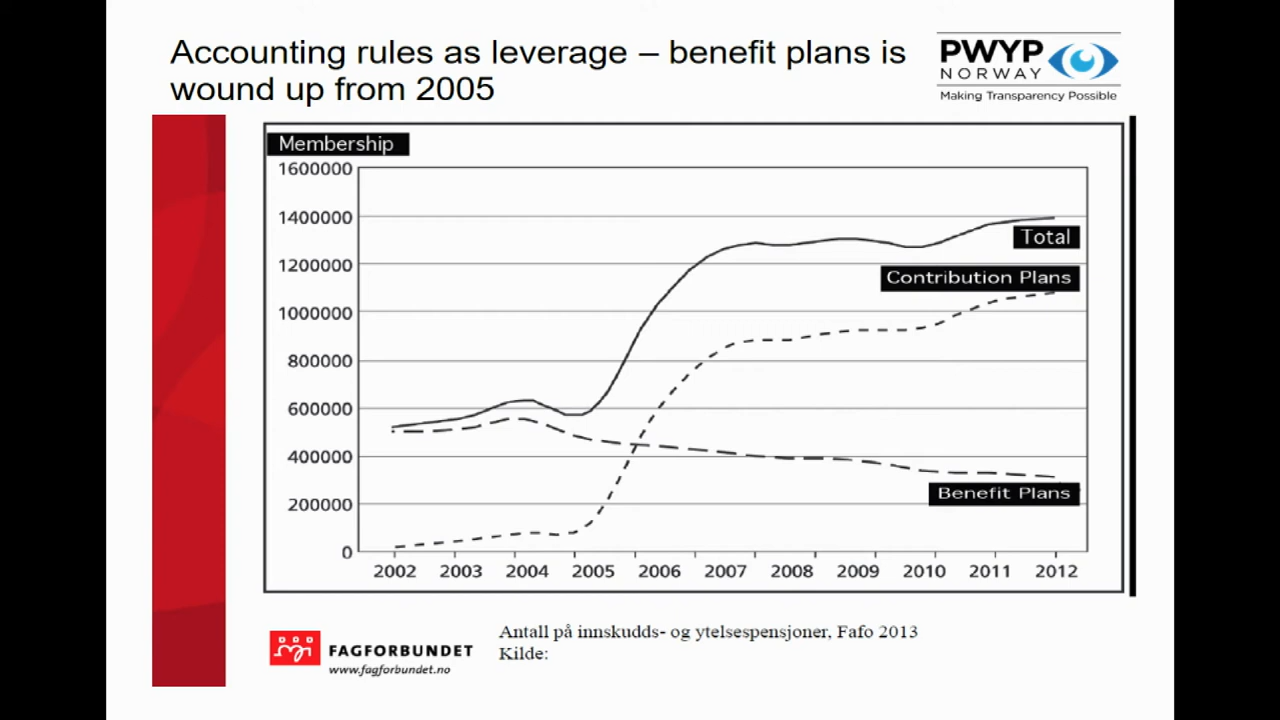 Accounting rules as leverage – benefit plans is
wound up from 2005
PWYP
NORWAY
Making Transparency Possible
Membership
1600000
1400000
1200000
1000000
800000
600000
400000
200000
0
Total
Contribution Plans
Benefit Plans
2002 2003 2004 2005 2006 2007 2008 2009 2010 2011 2012
FAGFORBUNDET
www.fagforbundet.no
Antall på innskudds- og ytelsespensjoner, Fafo 2013
Kilde: